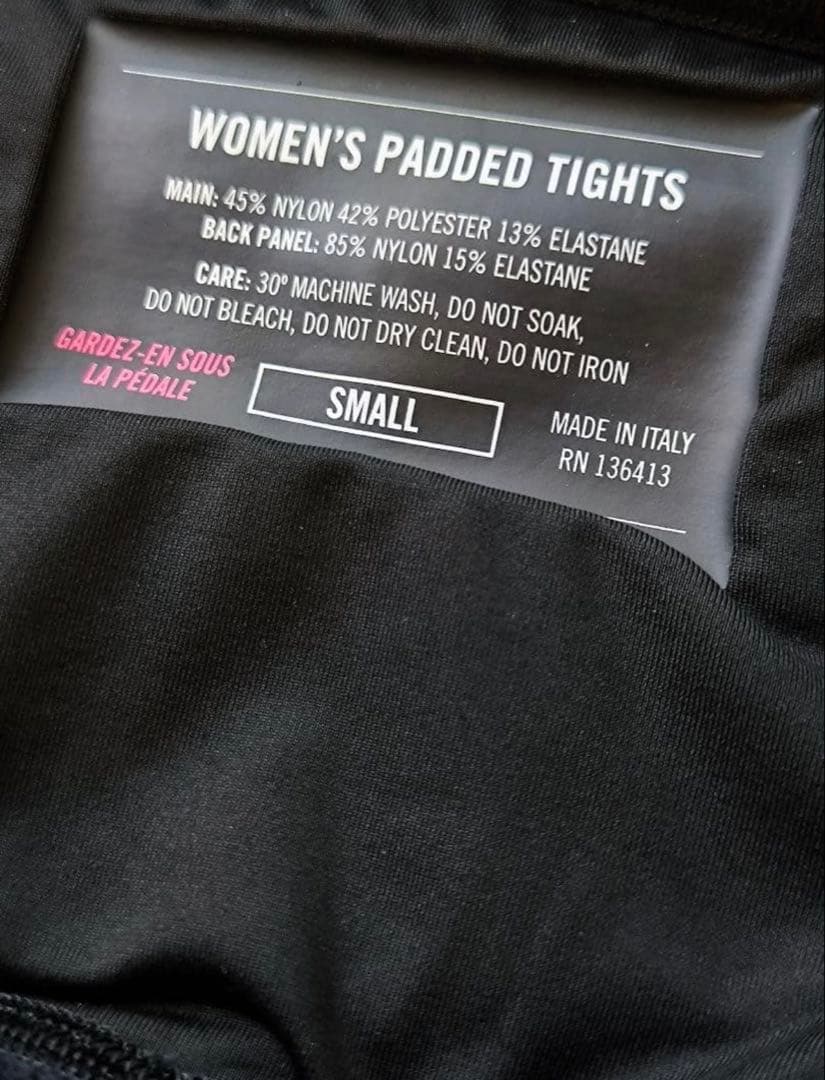 WOMEN'S PADDED TIGHTS
MAIN: 45% NYLON 42% POLYESTER 13% ELASTANE
BACK PANEL: 85% NYLON 15% ELASTANE
CARE: 30º MACHINE WASH, DO NOT SOAK,
DO NOT BLEACH, DO NOT DRY CLEAN, DO NOT IRON
GARDEZ-EN SOUS
LA PÉDALE
SMALL
MADE IN ITALY
RN 136413